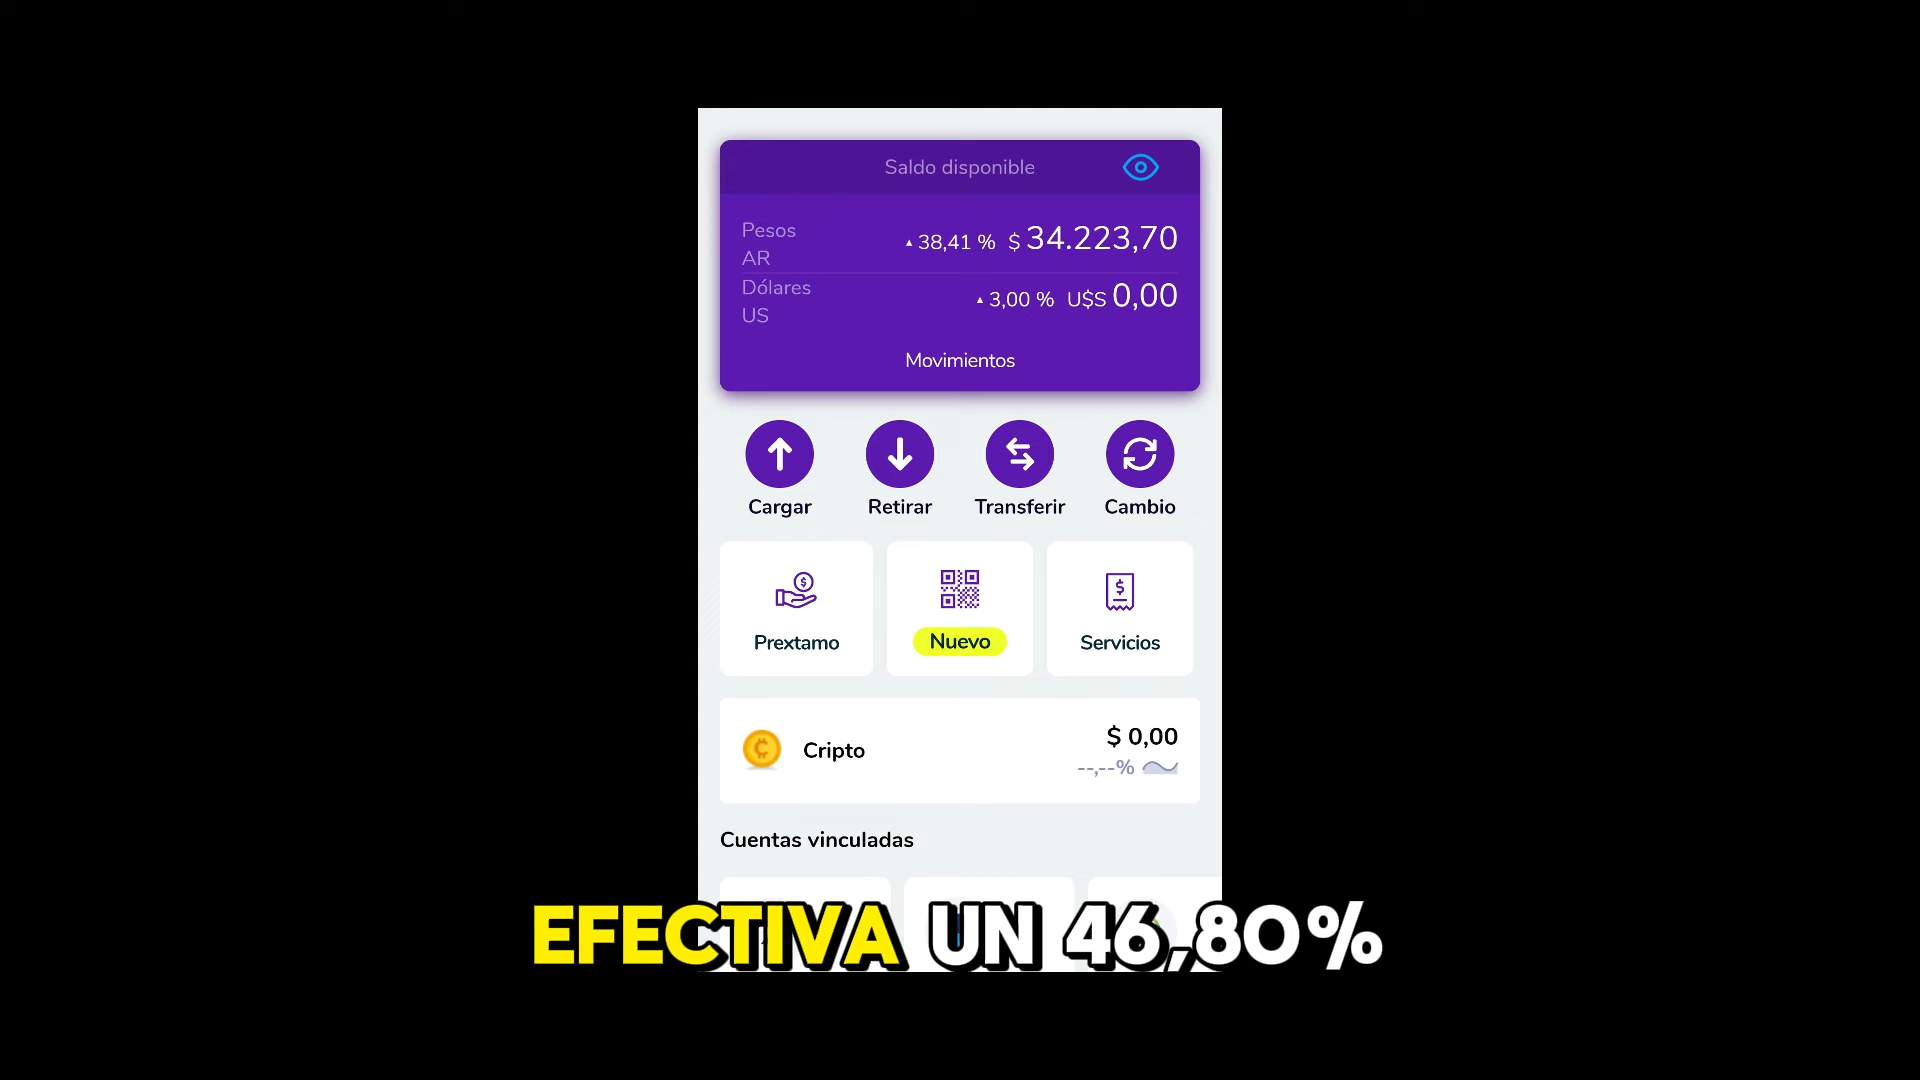 Saldo disponible
Pesos AR ▲ 38,41 % $ 34.223,70
Dólares US ▲ 3,00 % U$S 0,00
Movimientos
Cargar Retirar Transferir Cambio
Prextamo Nuevo Servicios
Cripto $ 0,00
--,--%
Cuentas vinculadas
EFECTIVA UN 46,80%